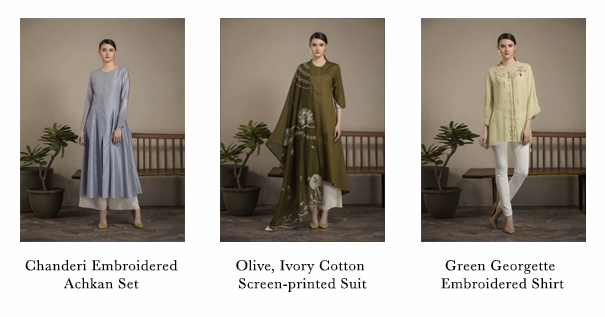 Chanderi Embroidered
Achkan Set
Olive, Ivory Cotton
Screen-printed Suit
Green Georgette
Embroidered Shirt